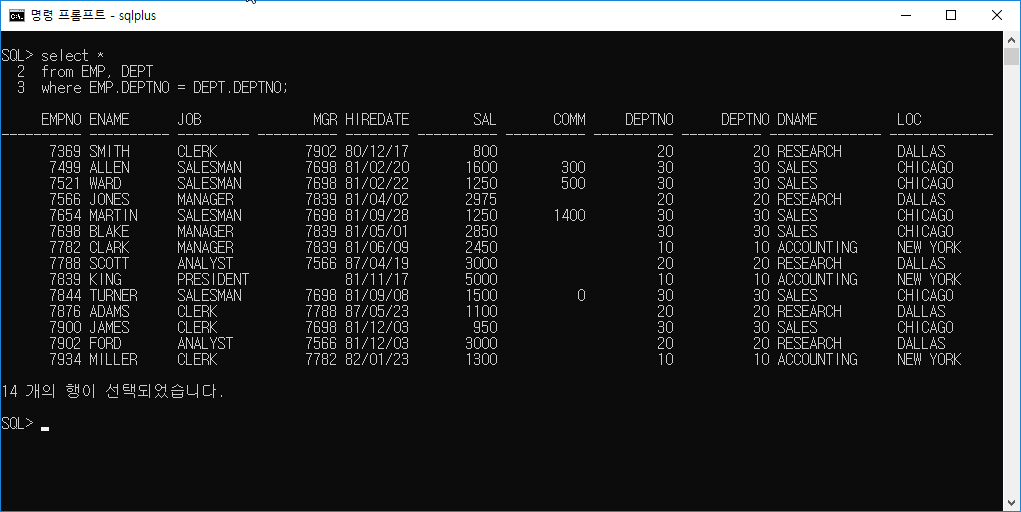 명령 프롬프트 - sqlplus
SQL> select *
  2  from EMP, DEPT
  3  where EMP.DEPTNO = DEPT.DEPTNO;
     EMPNO ENAME      JOB              MGR HIREDATE        SAL       COMM     DEPTNO      DEPTNO DNAME          LOC
---------- ---------- --------- ---------- -------- ---------- ---------- ---------- ---------- -------------- -------------
      7369 SMITH      CLERK           7902 80/12/17        800                    20         20 RESEARCH       DALLAS
      7499 ALLEN      SALESMAN        7698 81/02/20       1600        300         30         30 SALES          CHICAGO
      7521 WARD       SALESMAN        7698 81/02/22       1250        500         30         30 SALES          CHICAGO
      7566 JONES      MANAGER         7839 81/04/02       2975                    20         20 RESEARCH       DALLAS
      7654 MARTIN     SALESMAN        7698 81/09/28       1250       1400         30         30 SALES          CHICAGO
      7698 BLAKE      MANAGER         7839 81/05/01       2850                    30         30 SALES          CHICAGO
      7782 CLARK      MANAGER         7839 81/06/09       2450                    10         10 ACCOUNTING     NEW YORK
      7788 SCOTT      ANALYST         7566 87/04/19       3000                    20         20 RESEARCH       DALLAS
      7839 KING       PRESIDENT            81/11/17       5000                    10         10 ACCOUNTING     NEW YORK
      7844 TURNER     SALESMAN        7698 81/09/08       1500          0         30         30 SALES          CHICAGO
      7876 ADAMS      CLERK           7788 87/05/23       1100                    20         20 RESEARCH       DALLAS
      7900 JAMES      CLERK           7698 81/12/03        950                    30         30 SALES          CHICAGO
      7902 FORD       ANALYST         7566 81/12/03       3000                    20         20 RESEARCH       DALLAS
      7934 MILLER     CLERK           7782 82/01/23       1300                    10         10 ACCOUNTING     NEW YORK
14 개의 행이 선택되었습니다.
SQL>